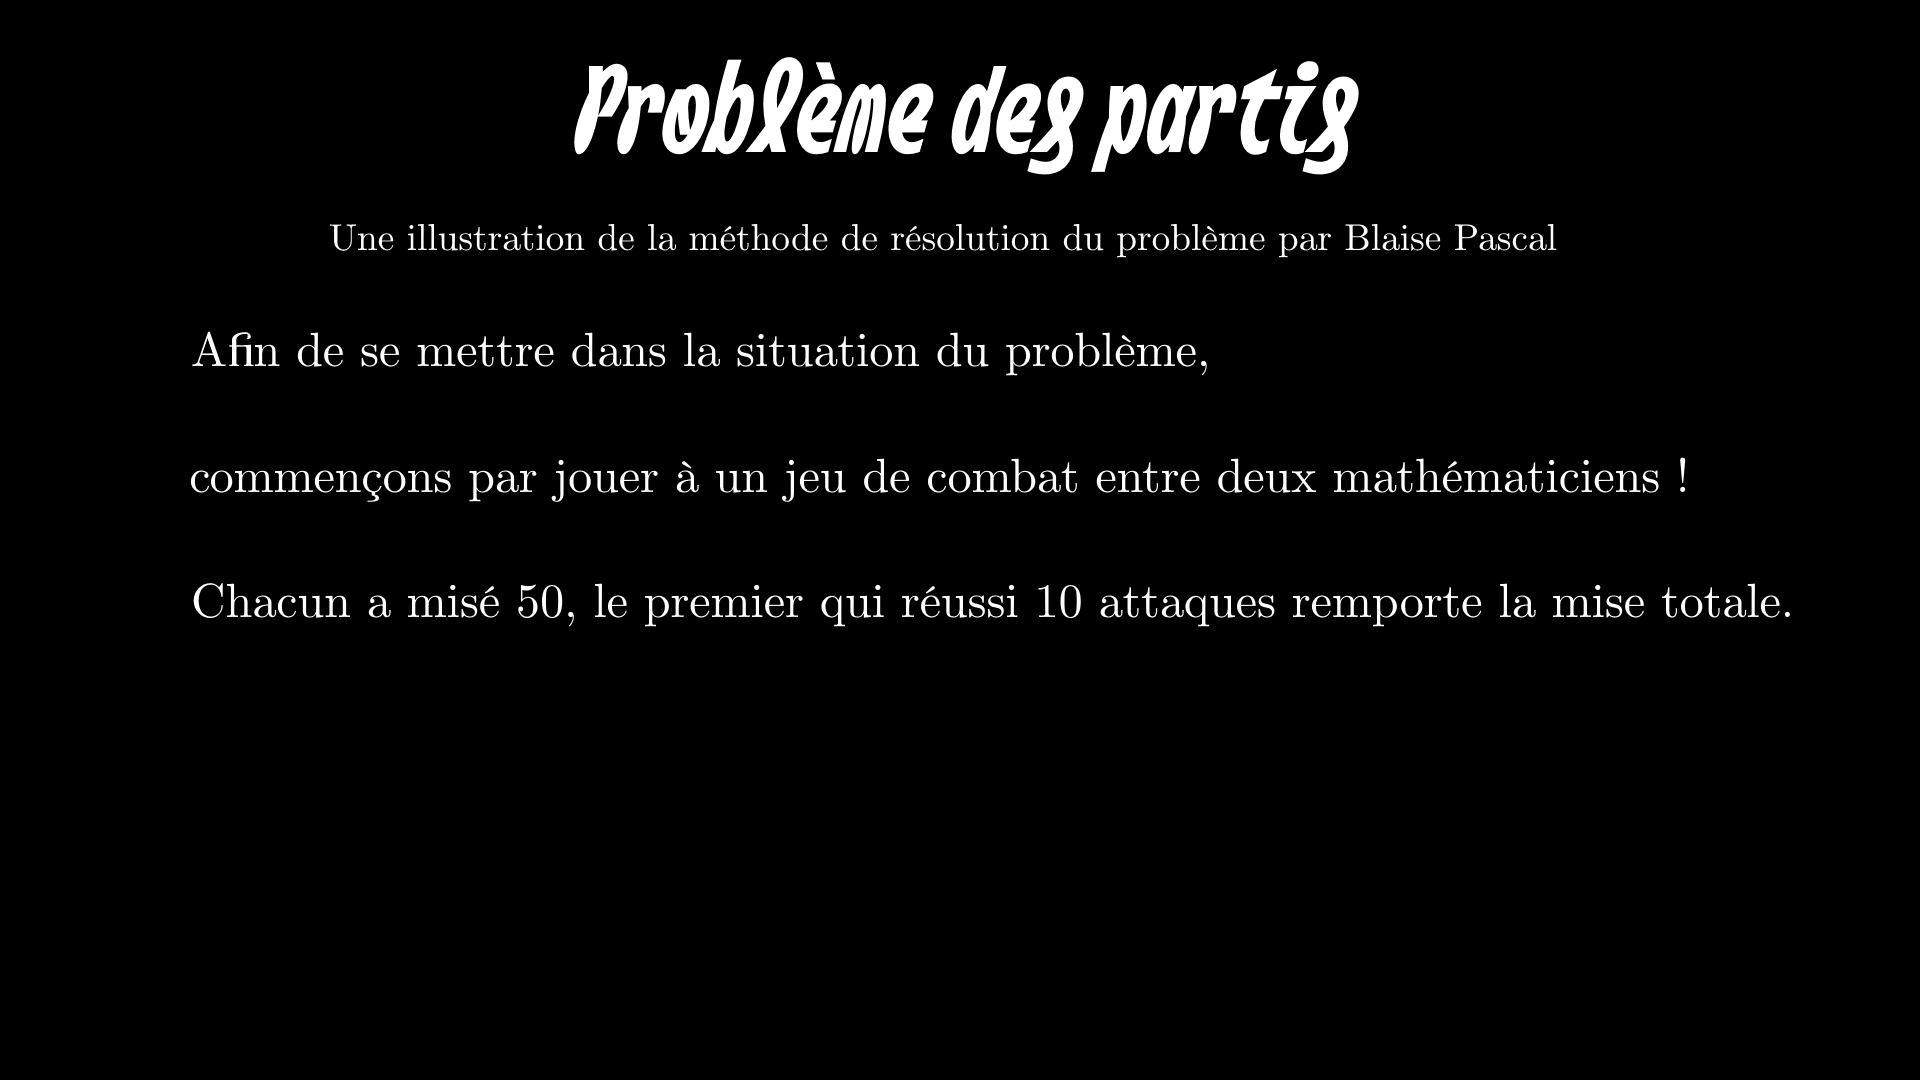 Problème des partis
Une illustration de la méthode de résolution du problème par Blaise Pascal
Afin de se mettre dans la situation du problème,
commençons par jouer à un jeu de combat entre deux mathématiciens !
Chacun a misé 50, le premier qui réussi 10 attaques remporte la mise totale.